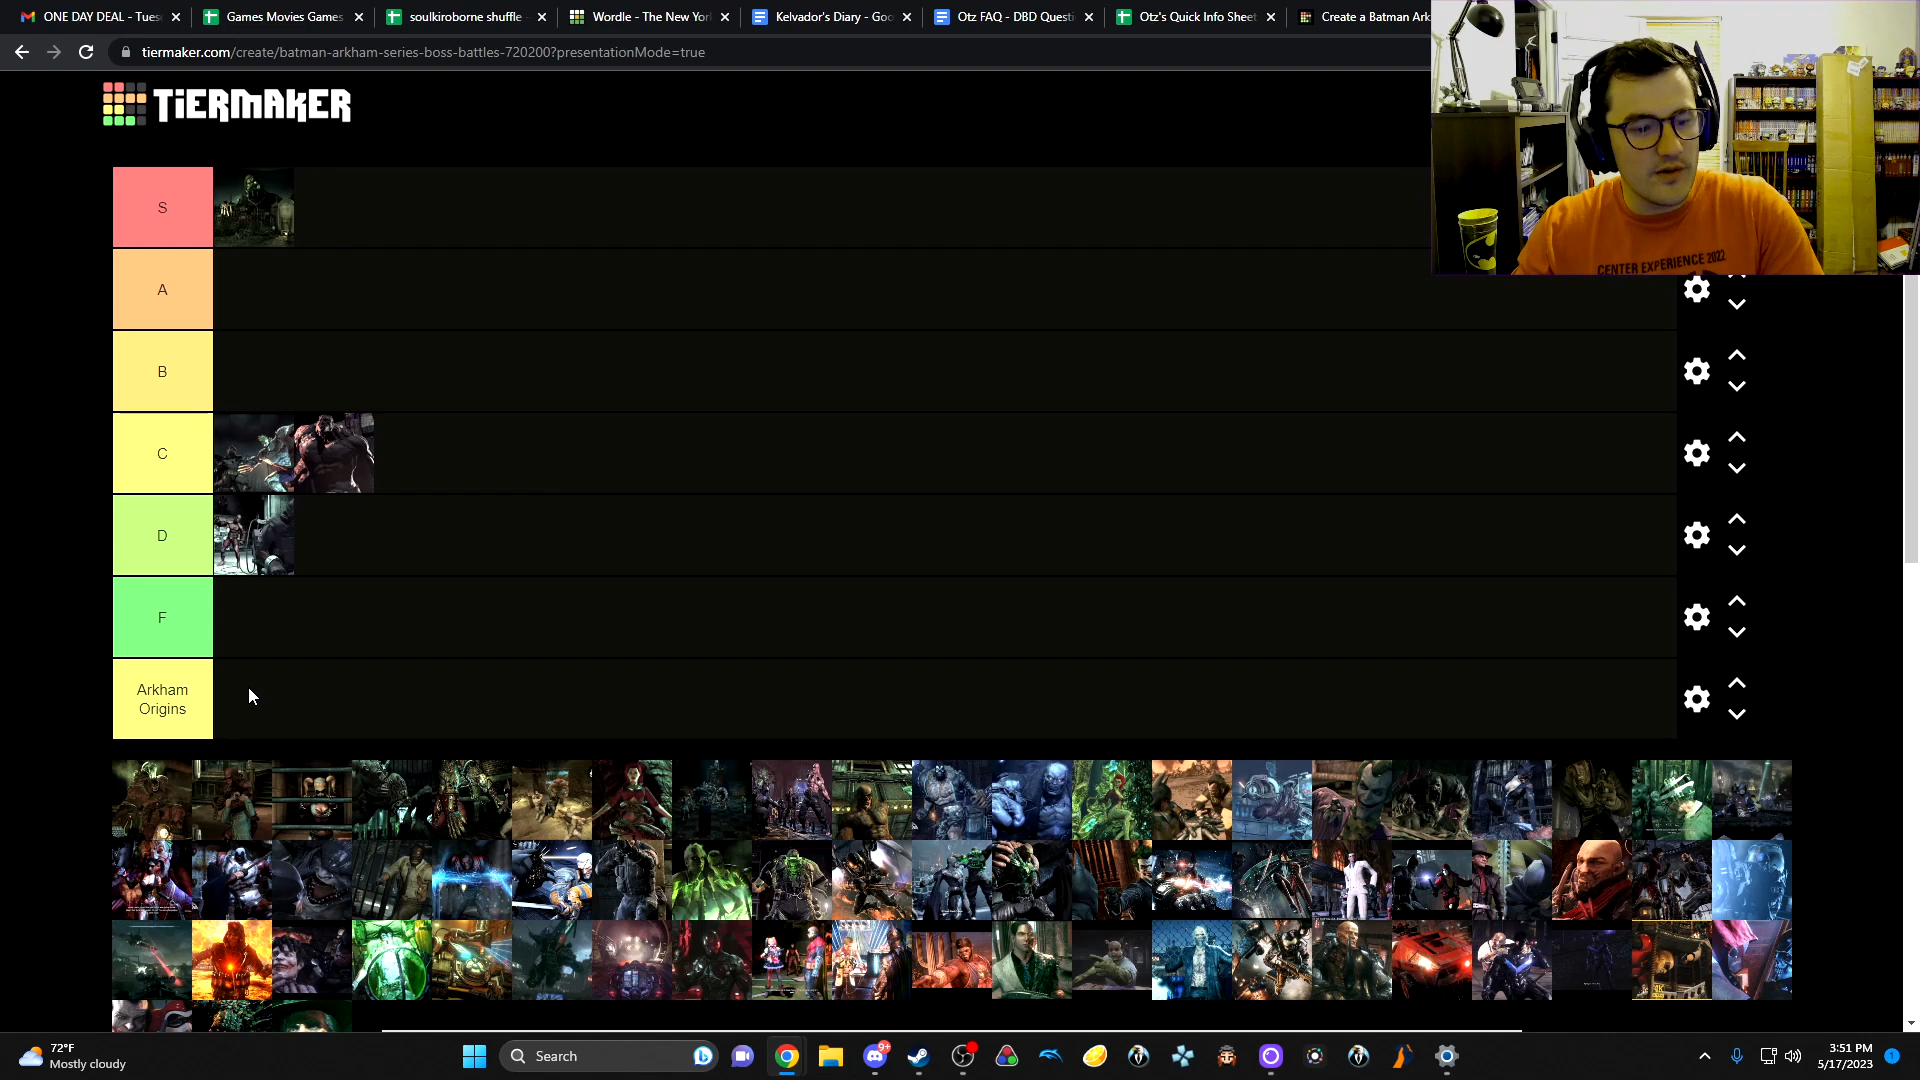 ONE DAY DEAL - Tues
Games Movies Games
soulkiroborne shuffle -
Wordle - The New Yor
Kelvador's Diary - Goo
Otz FAQ - DBD Questi
Otz's Quick Info Sheet
Create a Batman Ark
tiermaker.com/create/batman-arkham-series-boss-battles-720200?presentationMode=true
TiERMAKER
CENTER EXPERIENCE 2022
S
A
B
C
D
F
Arkham
Origins
72°F
Mostly cloudy
Search
9+
3:51 PM
5/17/2023
1